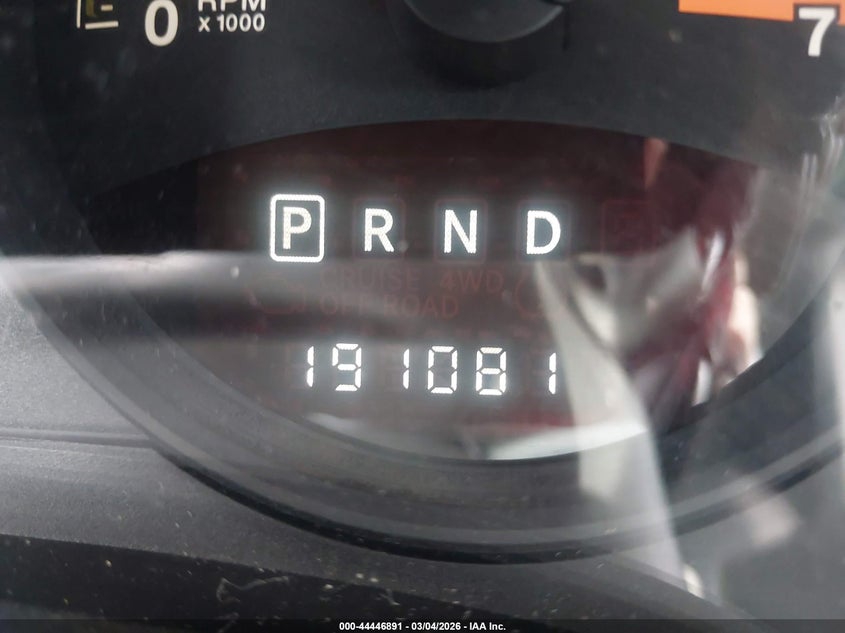 E
0
RPM
x 1000
7
P R N D
CRUISE 4WD
OFF ROAD
191081
000-44446891 - 03/04/2026 - IAA Inc.